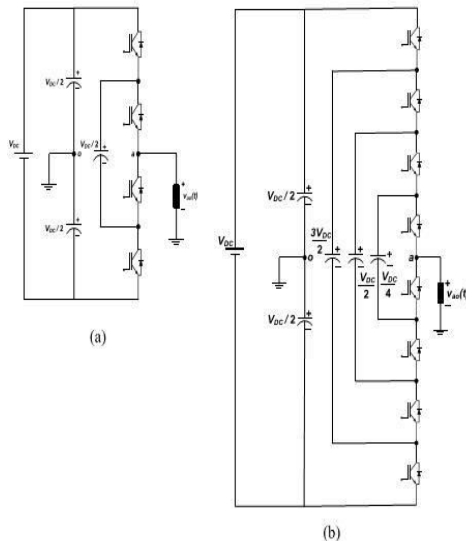 V_DC
V_DC/2
V_DC/2
V_DC/2
o
a
v_ao(t)
(a)
V_DC
V_DC/2
V_DC/2
o
3V_DC/2
V_DC/2
V_DC/4
a
v_ao(t)
(b)